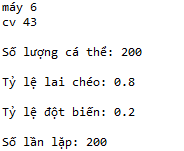 máy 6
cv 43
Số lượng cá thể: 200
Tỷ lệ lai chéo: 0.8
Tỷ lệ đột biến: 0.2
Số lần lặp: 200